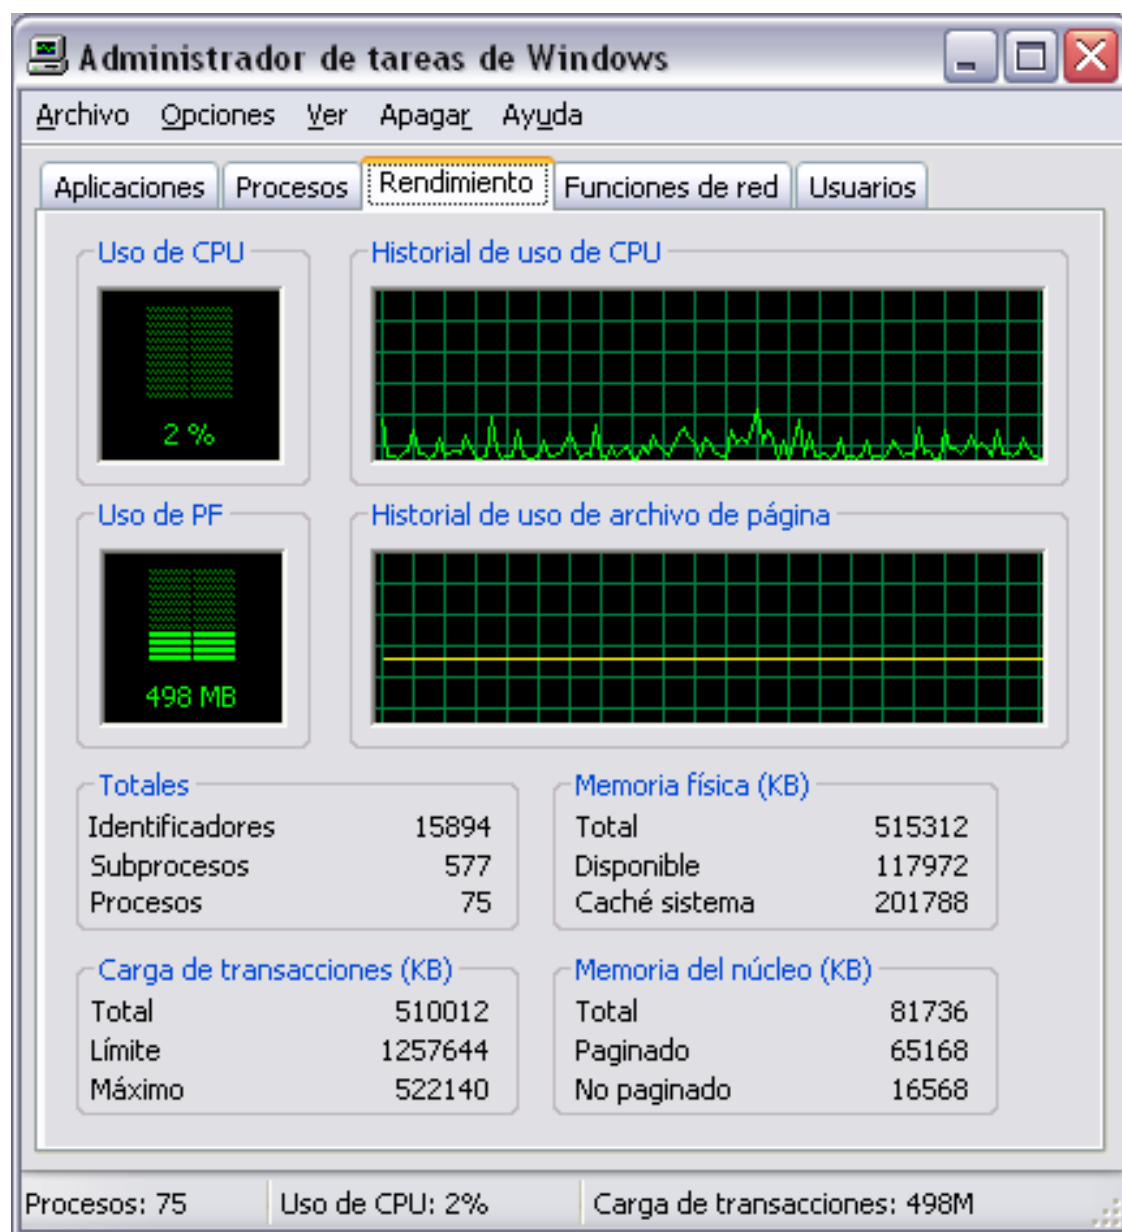 Administrador de tareas de Windows
Archivo Opciones Ver Apagar Ayuda
Aplicaciones Procesos Rendimiento Funciones de red Usuarios
Uso de CPU Historial de uso de CPU
2 %
Uso de PF Historial de uso de archivo de página
498 MB
Totales
Identificadores 15894
Subprocesos 577
Procesos 75
Memoria física (KB)
Total 515312
Disponible 117972
Caché sistema 201788
Carga de transacciones (KB)
Total 510012
Límite 1257644
Máximo 522140
Memoria del núcleo (KB)
Total 81736
Paginado 65168
No paginado 16568
Procesos: 75 Uso de CPU: 2% Carga de transacciones: 498M